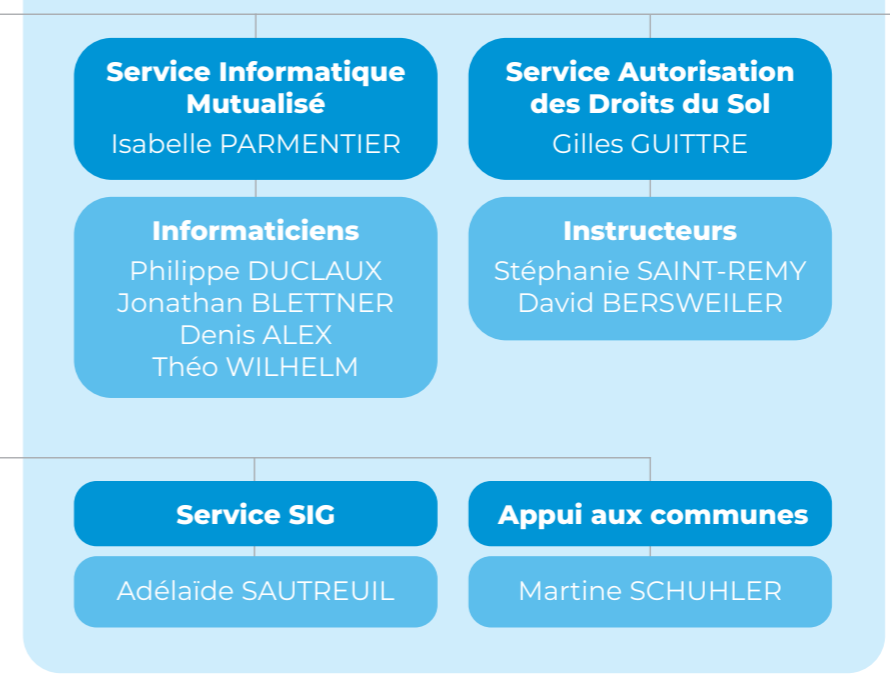 Service Informatique
Mutualisé
Isabelle PARMENTIER
Informaticiens
Philippe DUCLAUX
Jonathan BLETTNER
Denis ALEX
Théo WILHELM
Service Autorisation
des Droits du Sol
Gilles GUITTRE
Instructeurs
Stéphanie SAINT-REMY
David BERSWEILER
Service SIG
Adélaïde SAUTREUIL
Appui aux communes
Martine SCHUHLER